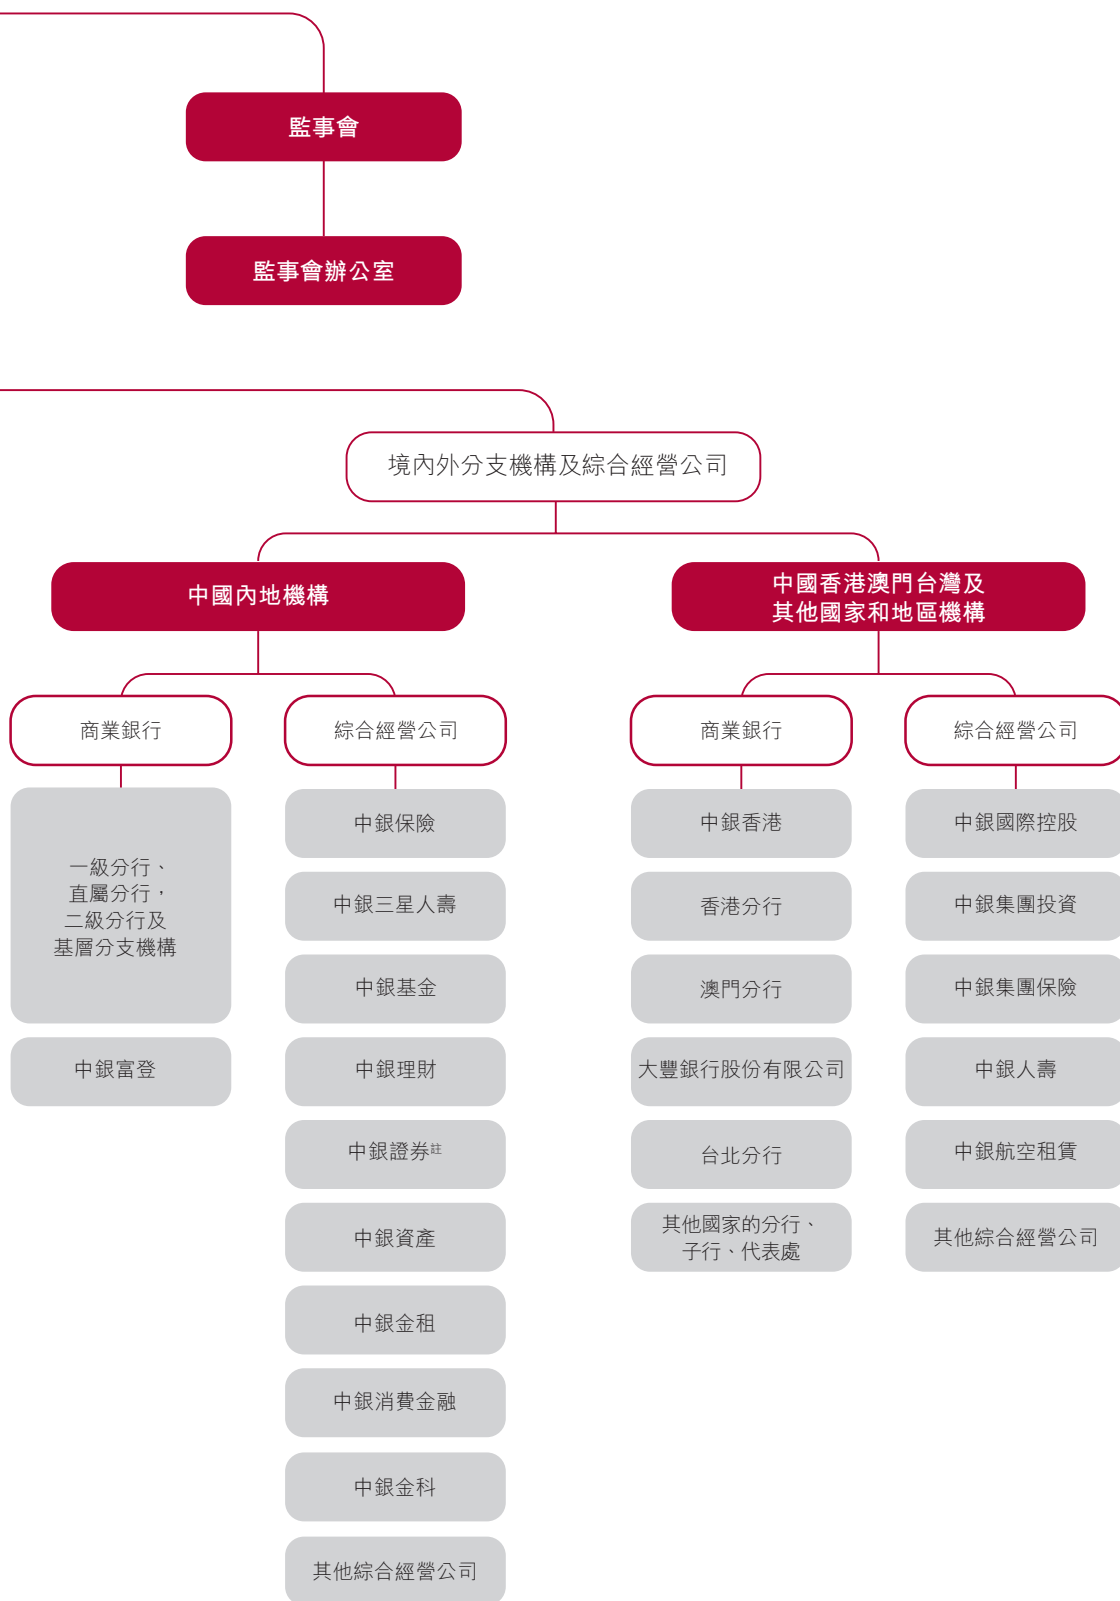 監事會
監事會辦公室
境內外分支機構及綜合經營公司
中國內地機構
商業銀行
一級分行、
直屬分行，
二級分行及
基層分支機構
中銀富登
綜合經營公司
中銀保險
中銀三星人壽
中銀基金
中銀理財
中銀證券註
中銀資產
中銀金租
中銀消費金融
中銀金科
其他綜合經營公司
中國香港澳門台灣及
其他國家和地區機構
商業銀行
中銀香港
香港分行
澳門分行
大豐銀行股份有限公司
台北分行
其他國家的分行、
子行、代表處
綜合經營公司
中銀國際控股
中銀集團投資
中銀集團保險
中銀人壽
中銀航空租賃
其他綜合經營公司